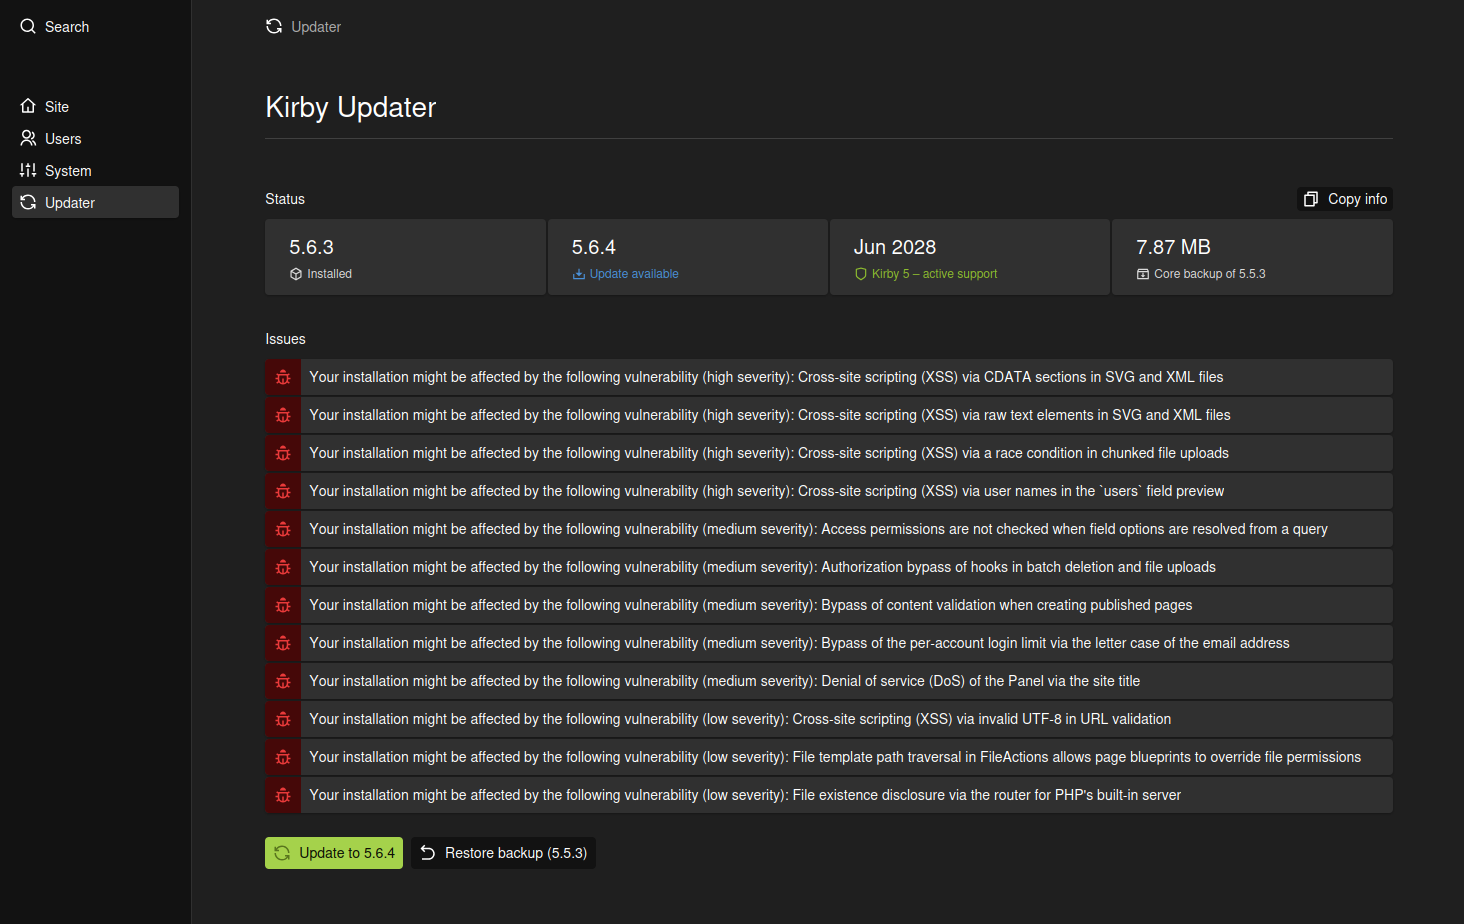 Search
Site
Users
System
Updater
Updater
Kirby Updater
Status
Copy info
5.6.3
Installed
5.6.4
Update available
Jun 2028
Kirby 5 – active support
7.87 MB
Core backup of 5.5.3
Issues
Your installation might be affected by the following vulnerability (high severity): Cross-site scripting (XSS) via CDATA sections in SVG and XML files
Your installation might be affected by the following vulnerability (high severity): Cross-site scripting (XSS) via raw text elements in SVG and XML files
Your installation might be affected by the following vulnerability (high severity): Cross-site scripting (XSS) via a race condition in chunked file uploads
Your installation might be affected by the following vulnerability (high severity): Cross-site scripting (XSS) via user names in the `users` field preview
Your installation might be affected by the following vulnerability (medium severity): Access permissions are not checked when field options are resolved from a query
Your installation might be affected by the following vulnerability (medium severity): Authorization bypass of hooks in batch deletion and file uploads
Your installation might be affected by the following vulnerability (medium severity): Bypass of content validation when creating published pages
Your installation might be affected by the following vulnerability (medium severity): Bypass of the per-account login limit via the letter case of the email address
Your installation might be affected by the following vulnerability (medium severity): Denial of service (DoS) of the Panel via the site title
Your installation might be affected by the following vulnerability (low severity): Cross-site scripting (XSS) via invalid UTF-8 in URL validation
Your installation might be affected by the following vulnerability (low severity): File template path traversal in FileActions allows page blueprints to override file permissions
Your installation might be affected by the following vulnerability (low severity): File existence disclosure via the router for PHP's built-in server
Update to 5.6.4
Restore backup (5.5.3)